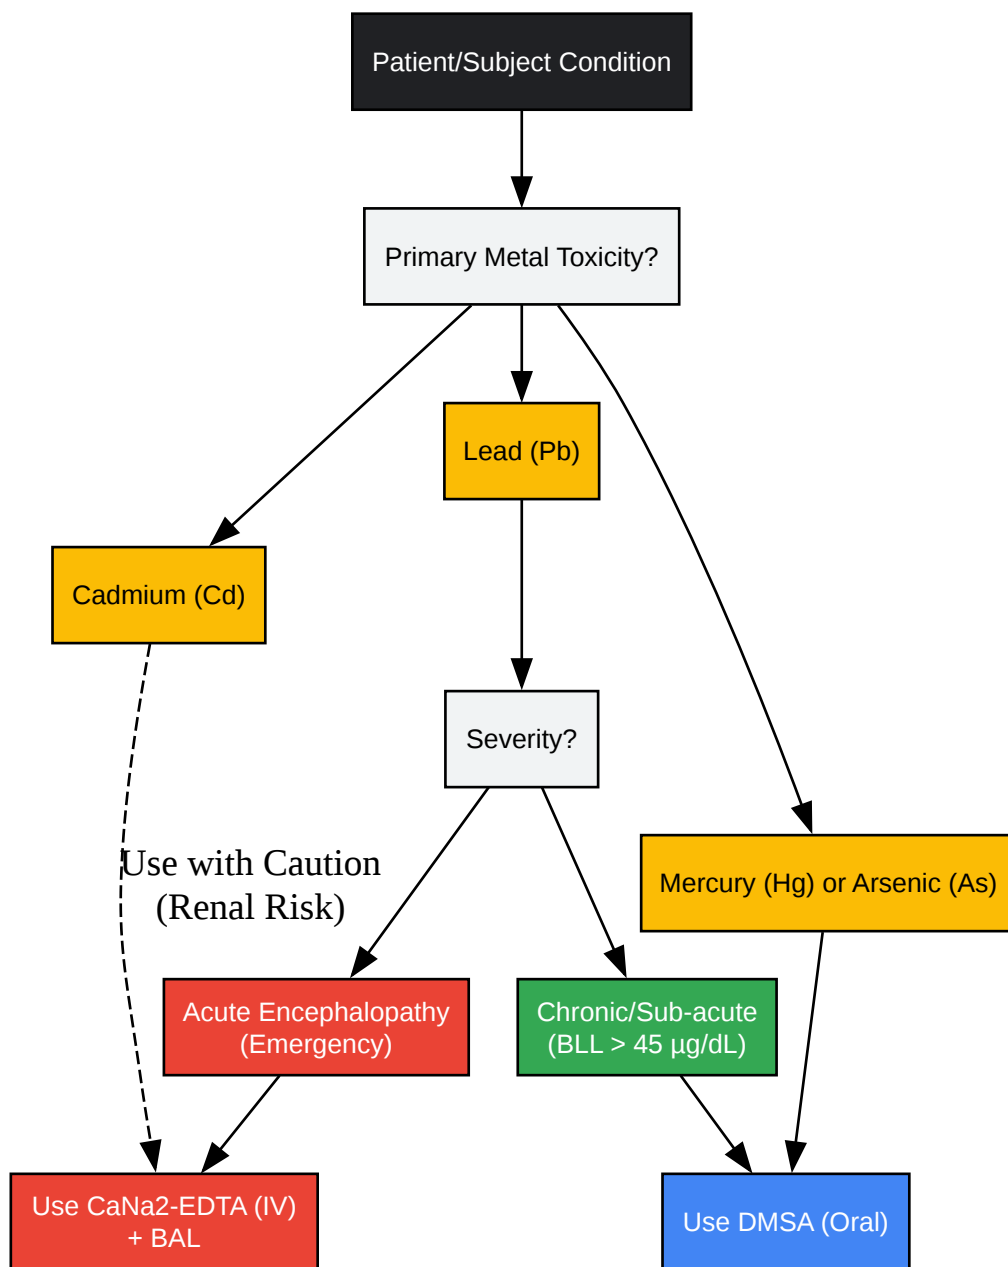 Patient/Subject Condition
Primary Metal Toxicity?
Lead (Pb)
Cadmium (Cd)
Severity?
Use with Caution
(Renal Risk)
Mercury (Hg) or Arsenic (As)
Acute Encephalopathy
(Emergency)
Chronic/Sub-acute
(BLL > 45 µg/dL)
Use CaNa2-EDTA (IV)
+ BAL
Use DMSA (Oral)